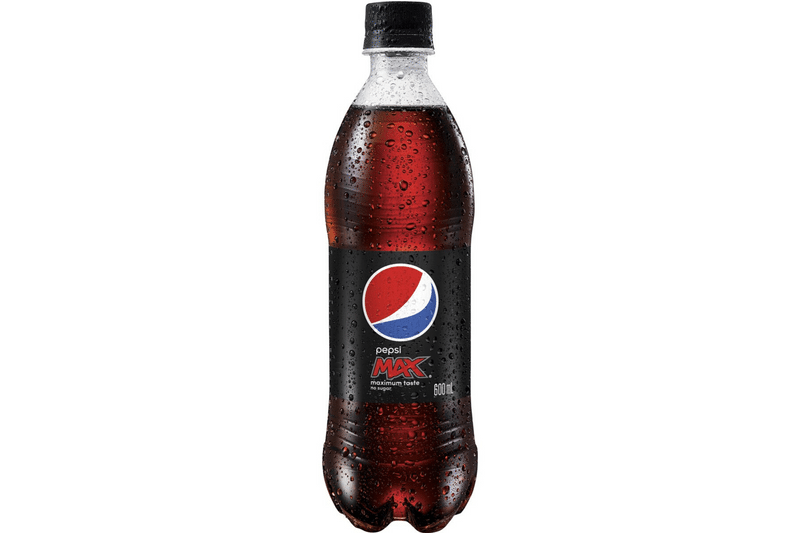 pepsi
MAX
maximum taste
no sugar
600 mL